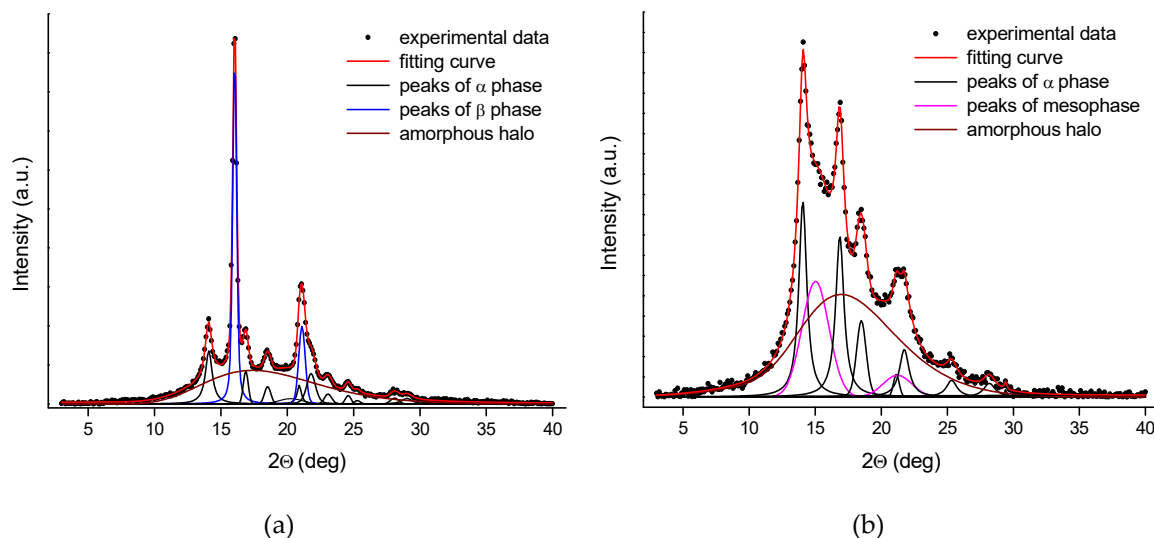 experimental data
fitting curve
peaks of α phase
peaks of β phase
amorphous halo
Intensity (a.u.)
5 10 15 20 25 30 35 40
2Θ (deg)
(a)
experimental data
fitting curve
peaks of α phase
peaks of mesophase
amorphous halo
Intensity (a.u.)
5 10 15 20 25 30 35 40
2Θ (deg)
(b)